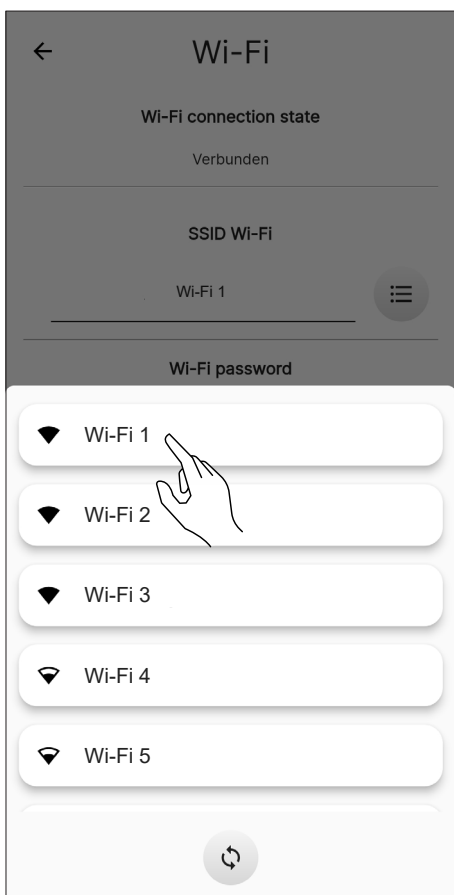 Wi-Fi
Wi-Fi connection state
Verbunden
SSID Wi-Fi
Wi-Fi 1
Wi-Fi password
Wi-Fi 1
Wi-Fi 2
Wi-Fi 3
Wi-Fi 4
Wi-Fi 5